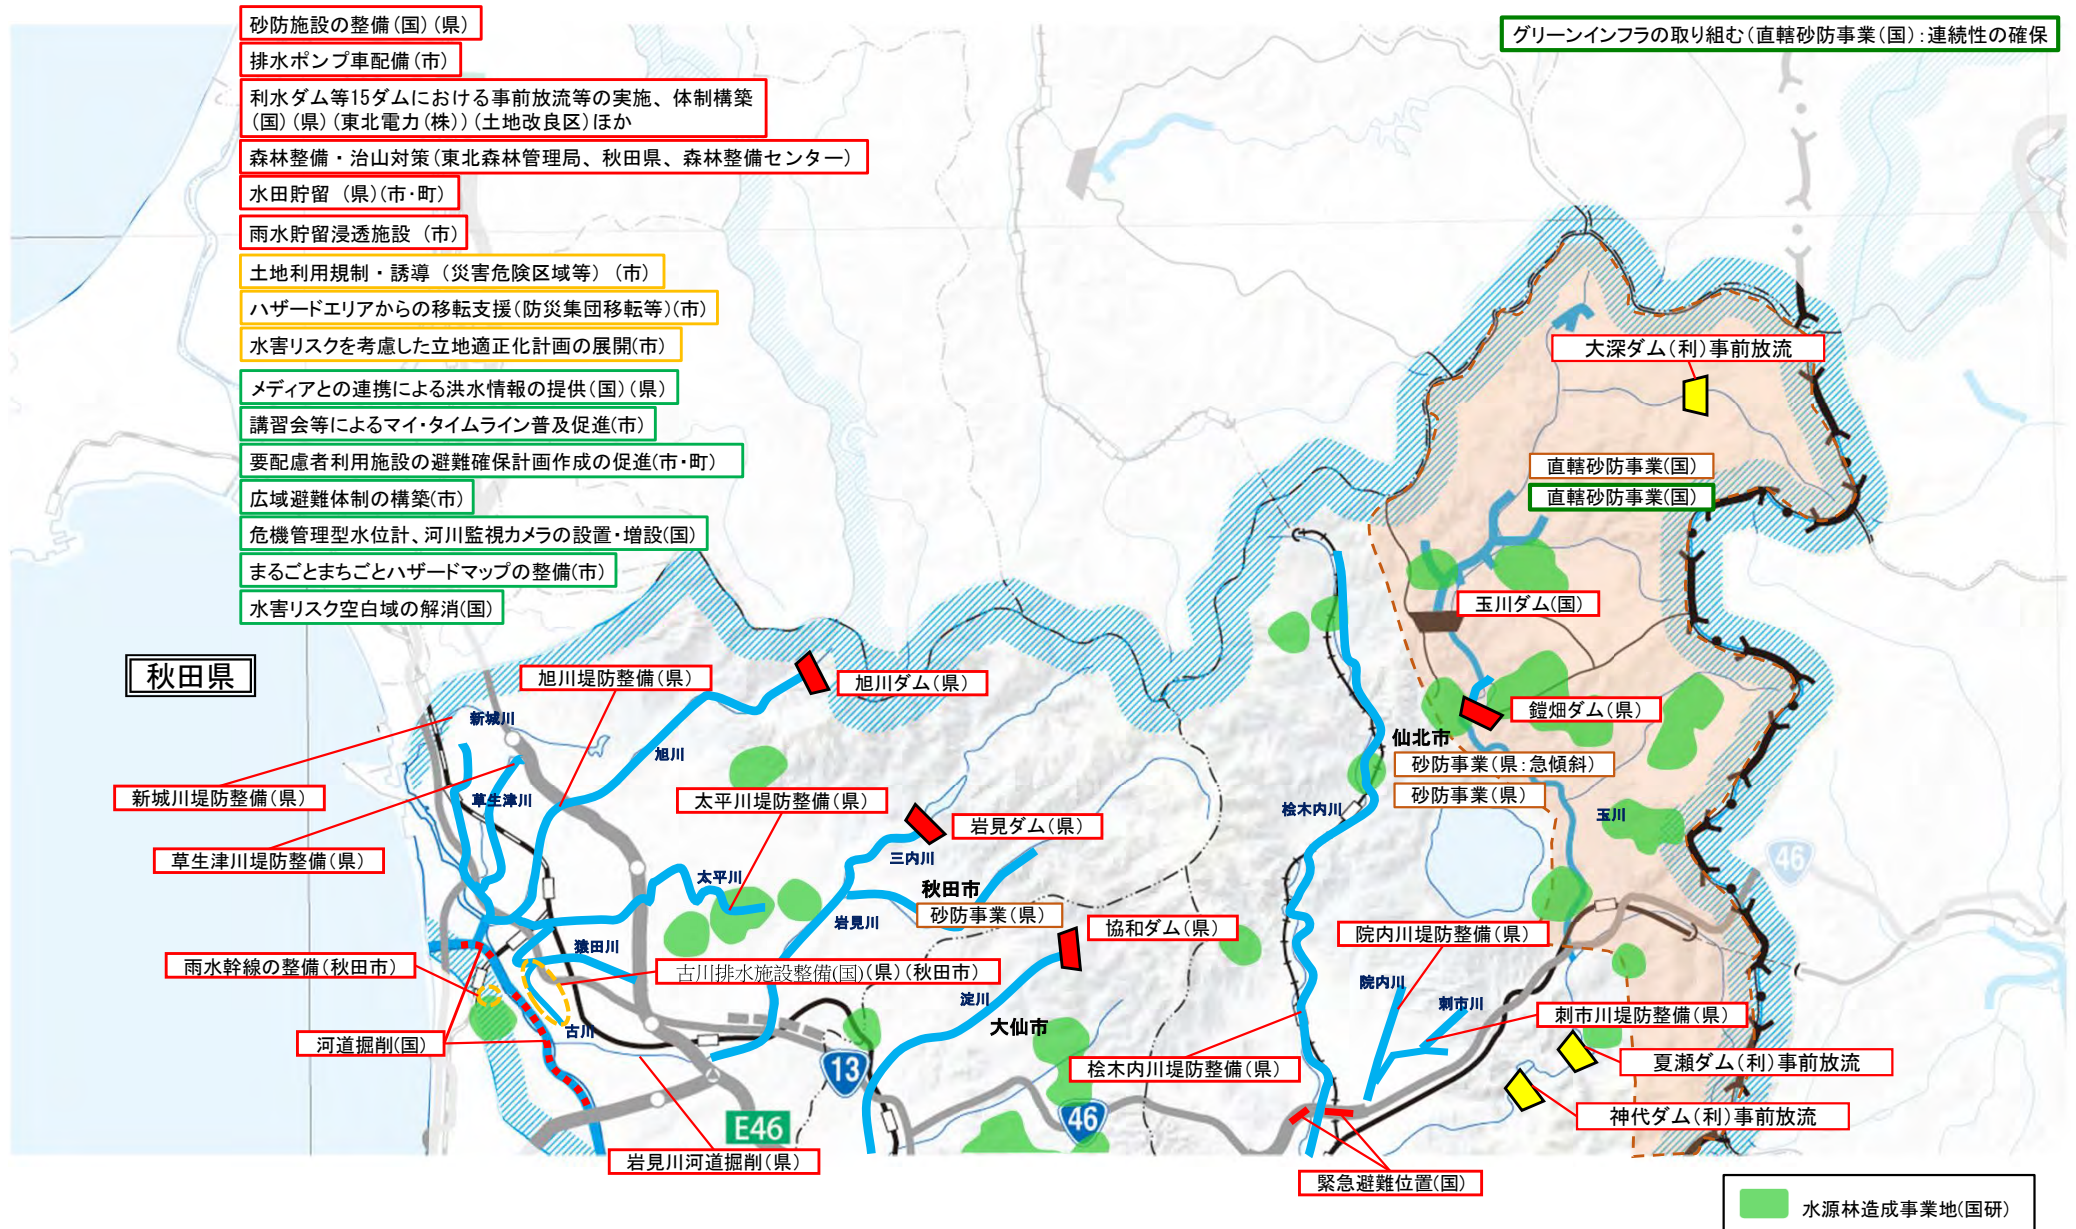 砂防施設の整備(国)(県)
排水ポンプ車配備(市)
利水ダム等15ダムにおける事前放流等の実施、体制構築
(国)(県)(東北電力(株))(土地改良区)ほか
森林整備・治山対策(東北森林管理局、秋田県、森林整備センター)
水田貯留 (県)(市・町)
雨水貯留浸透施設 (市)
土地利用規制・誘導 (災害危険区域等) (市)
ハザードエリアからの移転支援(防災集団移転等)(市)
水害リスクを考慮した立地適正化計画の展開(市)
メディアとの連携による洪水情報の提供(国)(県)
講習会等によるマイ・タイムライン普及促進(市)
要配慮者利用施設の避難確保計画作成の促進(市・町)
広域避難体制の構築(市)
危機管理型水位計、河川監視カメラの設置・増設(国)
まるごとまちごとハザードマップの整備(市)
水害リスク空白域の解消(国)
グリーンインフラの取り組む(直轄砂防事業(国):連続性の確保
大深ダム(利)事前放流
直轄砂防事業(国)
直轄砂防事業(国)
玉川ダム(国)
鎧畑ダム(県)
仙北市
砂防事業(県:急傾斜)
砂防事業(県)
桧木内川
玉川
46
秋田県
旭川堤防整備(県)
旭川ダム(県)
新城川
旭川
新城川堤防整備(県)
草生津川
太平川堤防整備(県)
岩見ダム(県)
草生津川堤防整備(県)
三内川
太平川
秋田市
砂防事業(県)
岩見川
協和ダム(県)
院内川堤防整備(県)
猿田川
雨水幹線の整備(秋田市)
古川排水施設整備(国)(県)(秋田市)
淀川
院内川
刺市川
大仙市
古川
刺市川堤防整備(県)
河道掘削(国)
夏瀬ダム(利)事前放流
桧木内川堤防整備(県)
13
神代ダム(利)事前放流
46
E46
岩見川河道掘削(県)
緊急避難位置(国)
水源林造成事業地(国研)